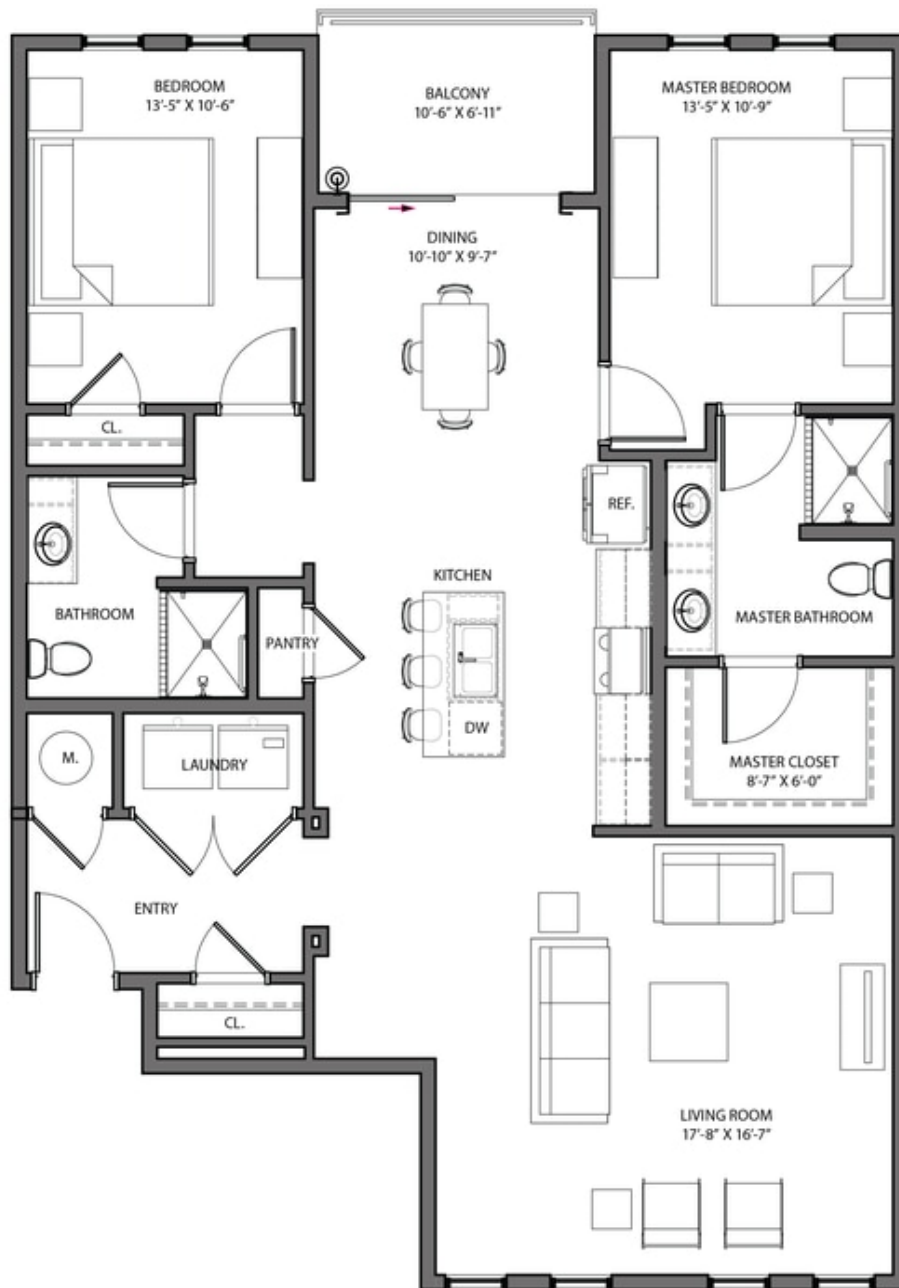 BEDROOM
13'-5" X 10'-6"
BALCONY
10'-6" X 6'-11"
MASTER BEDROOM
13'-5" X 10'-9"
DINING
10'-10" X 9'-7"
CL.
REF.
KITCHEN
BATHROOM
PANTRY
MASTER BATHROOM
DW
M.
LAUNDRY
MASTER CLOSET
8'-7" X 6'-0"
ENTRY
CL.
LIVING ROOM
17'-8" X 16'-7"